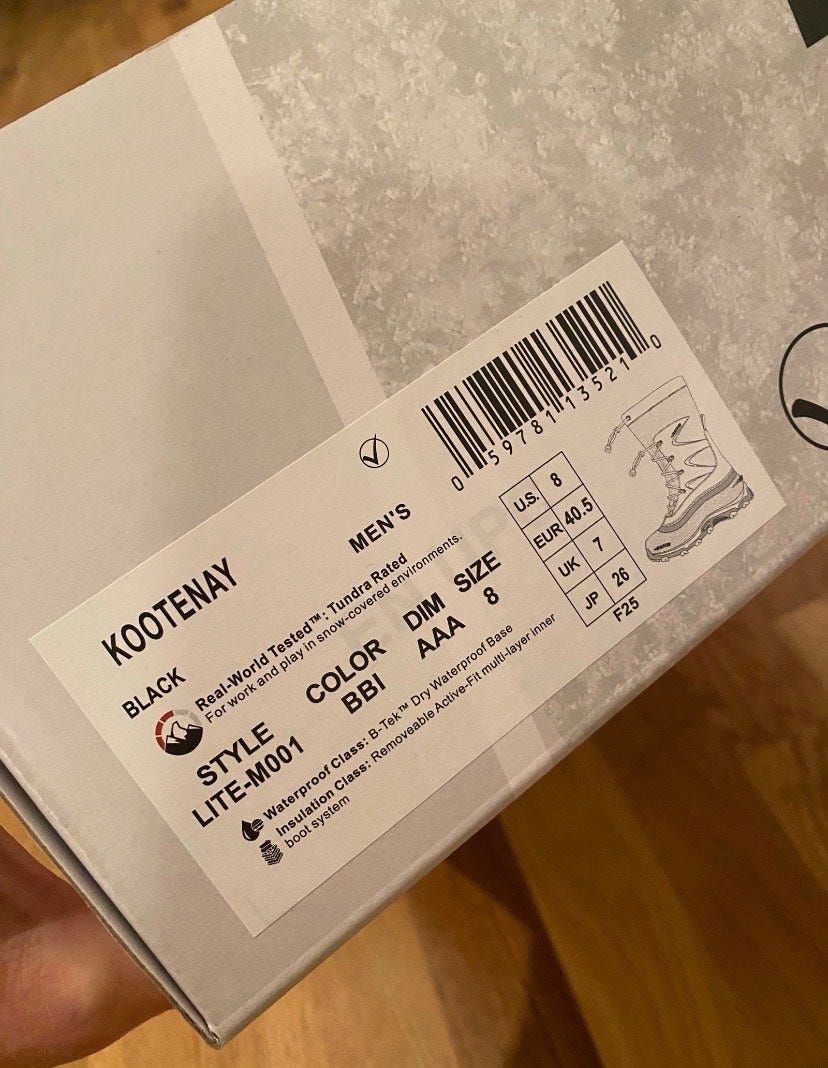 0 59781 13521 0
KOOTENAY
MEN'S
BLACK
Real-World Tested™: Tundra Rated
For work and play in snow-covered environments.
STYLE COLOR DIM SIZE
LITE-M001 BBI AAA 8
Waterproof Class: B-Tek™ Dry Waterproof Base
Insulation Class: Removeable Active-Fit multi-layer inner
boot system
U.S. 8
EUR 40.5
UK 7
JP 26
F25